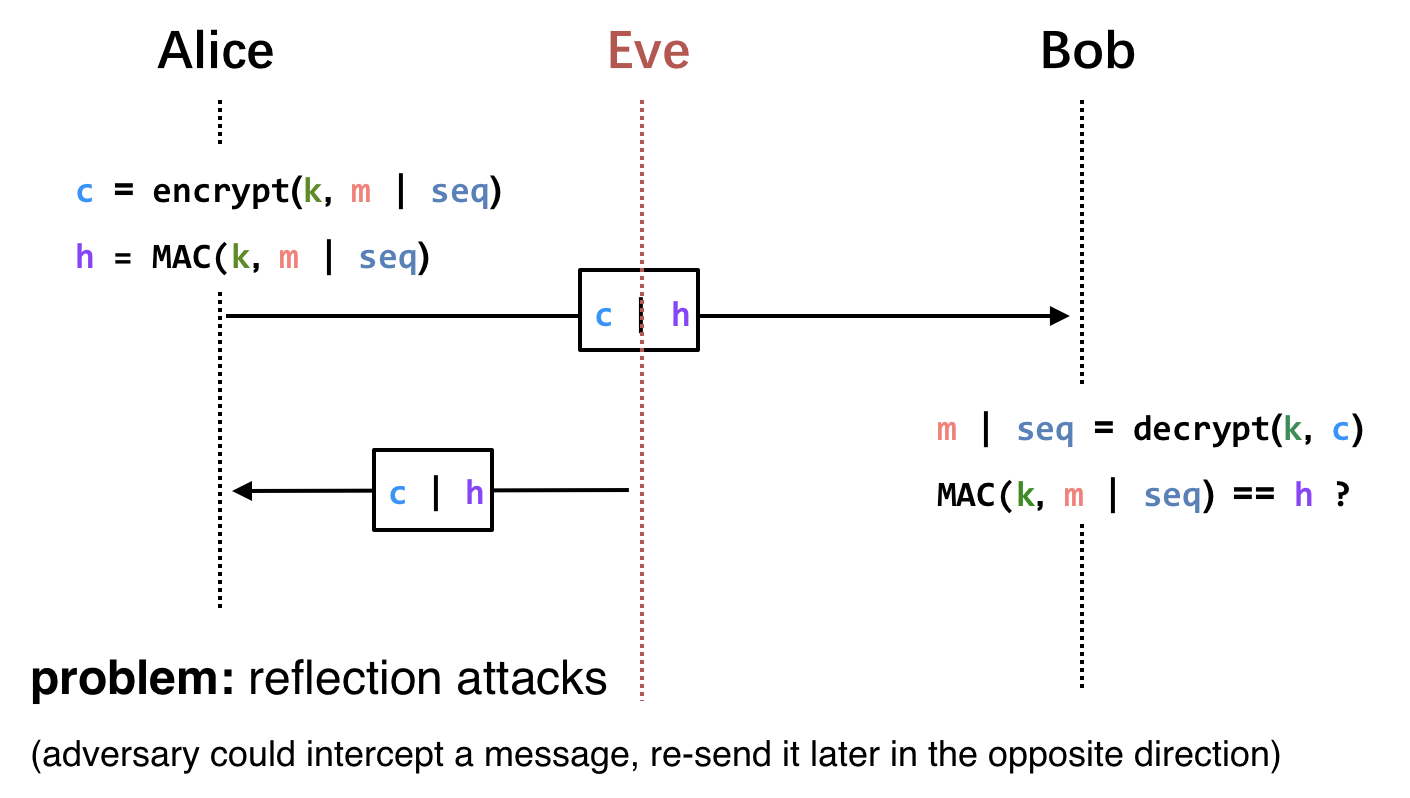 Alice Eve Bob
c = encrypt(k, m | seq)
h = MAC(k, m | seq)
c | h
m | seq = decrypt(k, c)
c | h
MAC(k, m | seq) == h ?
problem: reflection attacks
(adversary could intercept a message, re-send it later in the opposite direction)